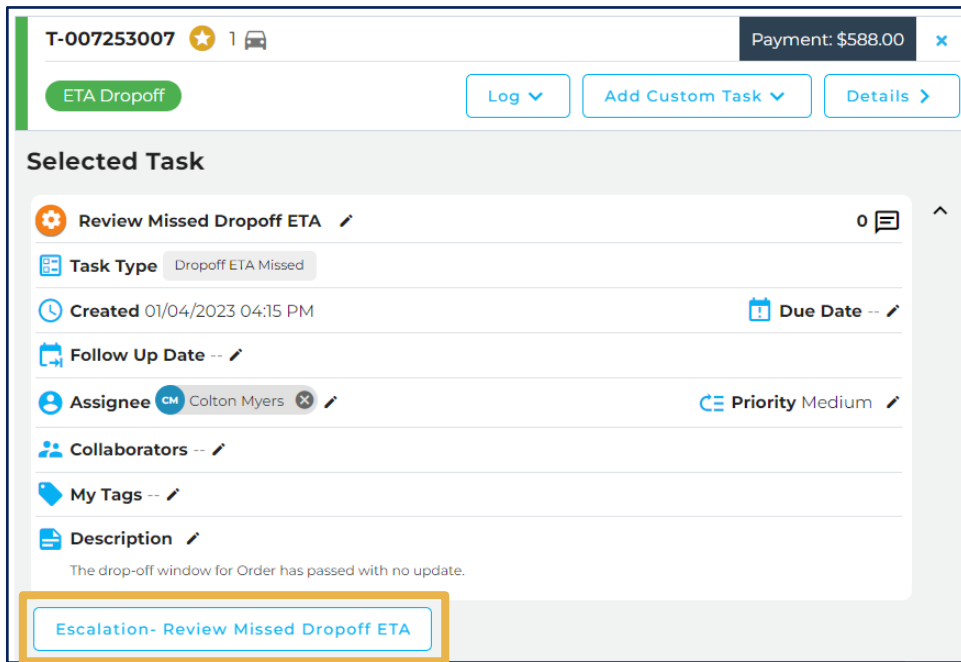 T-007253007 1 Payment: $588.00 ×
ETA Dropoff Log Add Custom Task Details
Selected Task
Review Missed Dropoff ETA 0
Task Type Dropoff ETA Missed
Created 01/04/2023 04:15 PM Due Date --
Follow Up Date --
Assignee CM Colton Myers Priority Medium
Collaborators --
My Tags --
Description
The drop-off window for Order has passed with no update.
Escalation- Review Missed Dropoff ETA